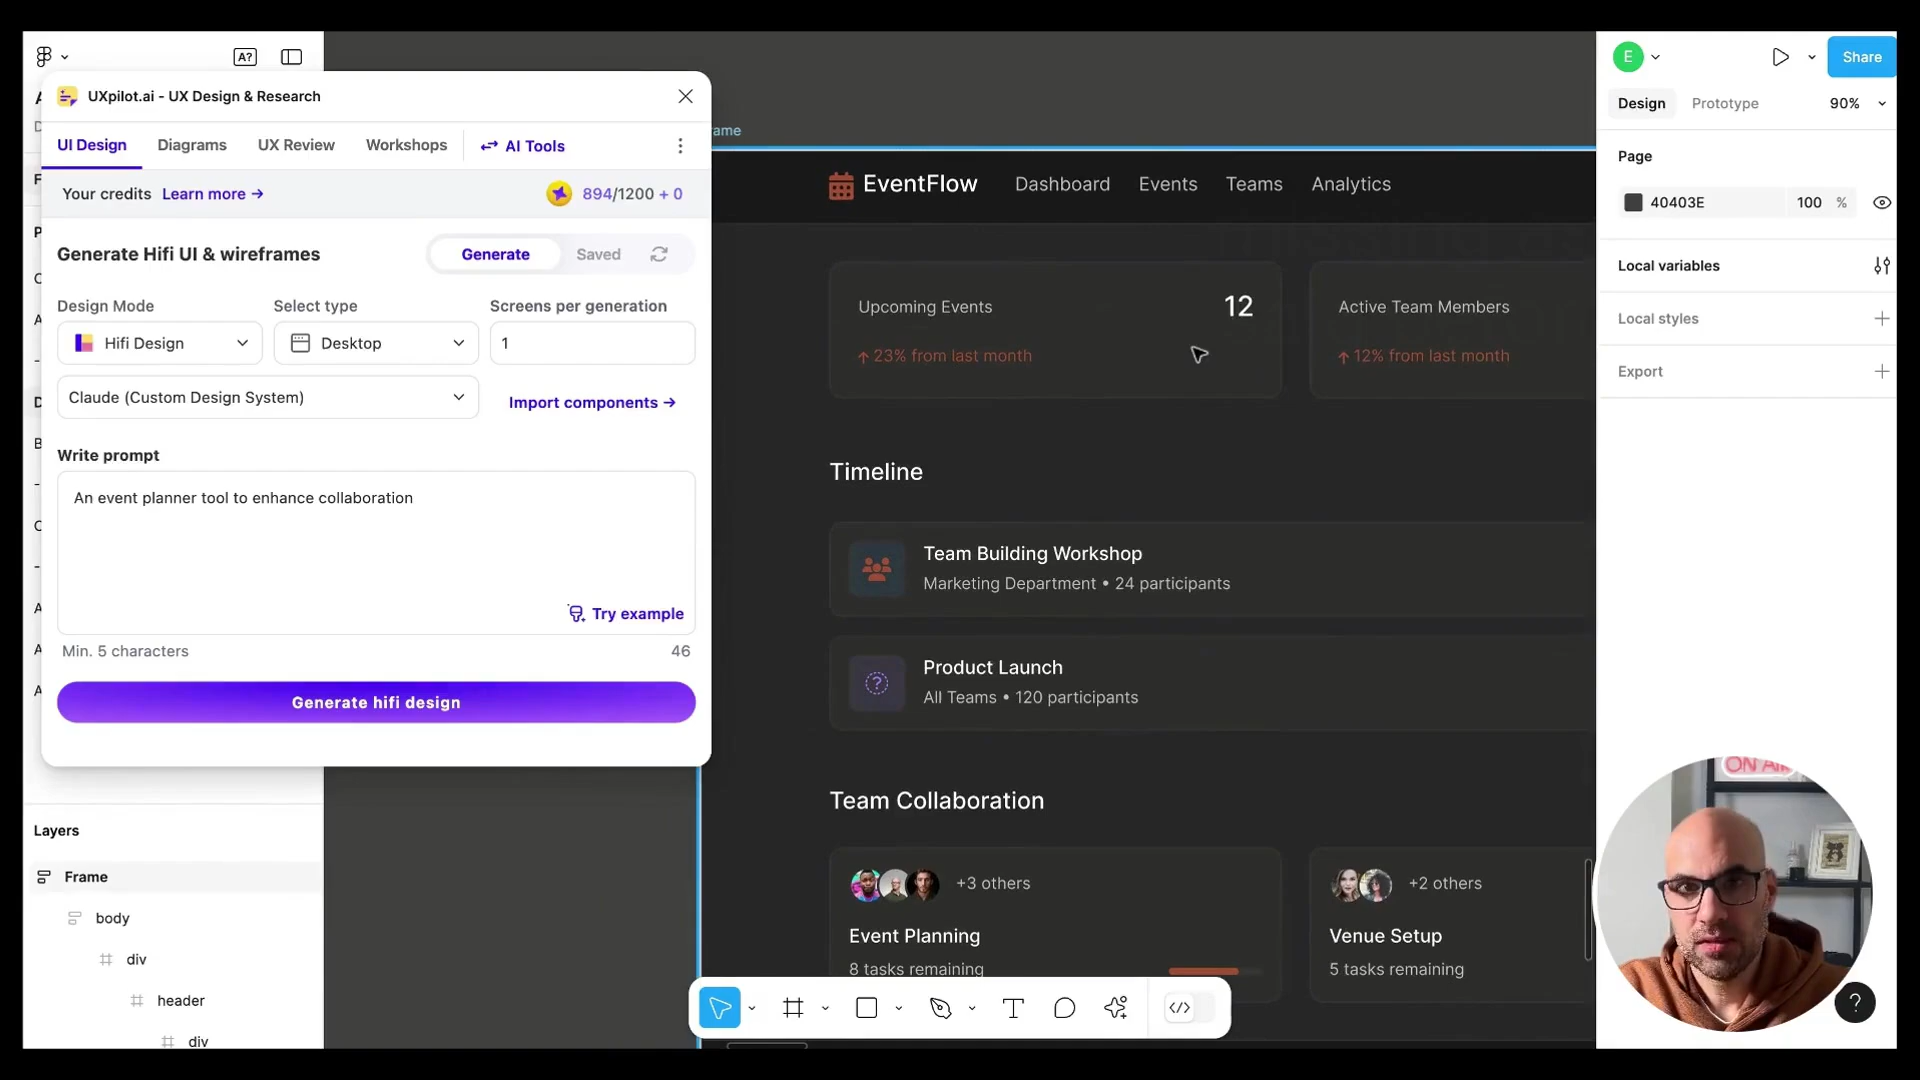 A?
UXpilot.ai - UX Design & Research
UI Design
Diagrams
UX Review
Workshops
AI Tools
Your credits
Learn more →
894/1200 + 0
Generate Hifi UI & wireframes
Generate
Saved
Design Mode
Select type
Screens per generation
Hifi Design
Desktop
1
Claude (Custom Design System)
Import components →
Write prompt
An event planner tool to enhance collaboration
Try example
Min. 5 characters
46
Generate hifi design
Layers
Frame
body
div
header
div
EventFlow
Dashboard
Events
Teams
Analytics
Upcoming Events
12
↑ 23% from last month
Active Team Members
↑ 12% from last month
Timeline
Team Building Workshop
Marketing Department • 24 participants
Product Launch
All Teams • 120 participants
Team Collaboration
+3 others
Event Planning
8 tasks remaining
+2 others
Venue Setup
5 tasks remaining
E
Share
Design
Prototype
90%
Page
40403E
100
%
Local variables
Local styles
Export
ON AIR
?